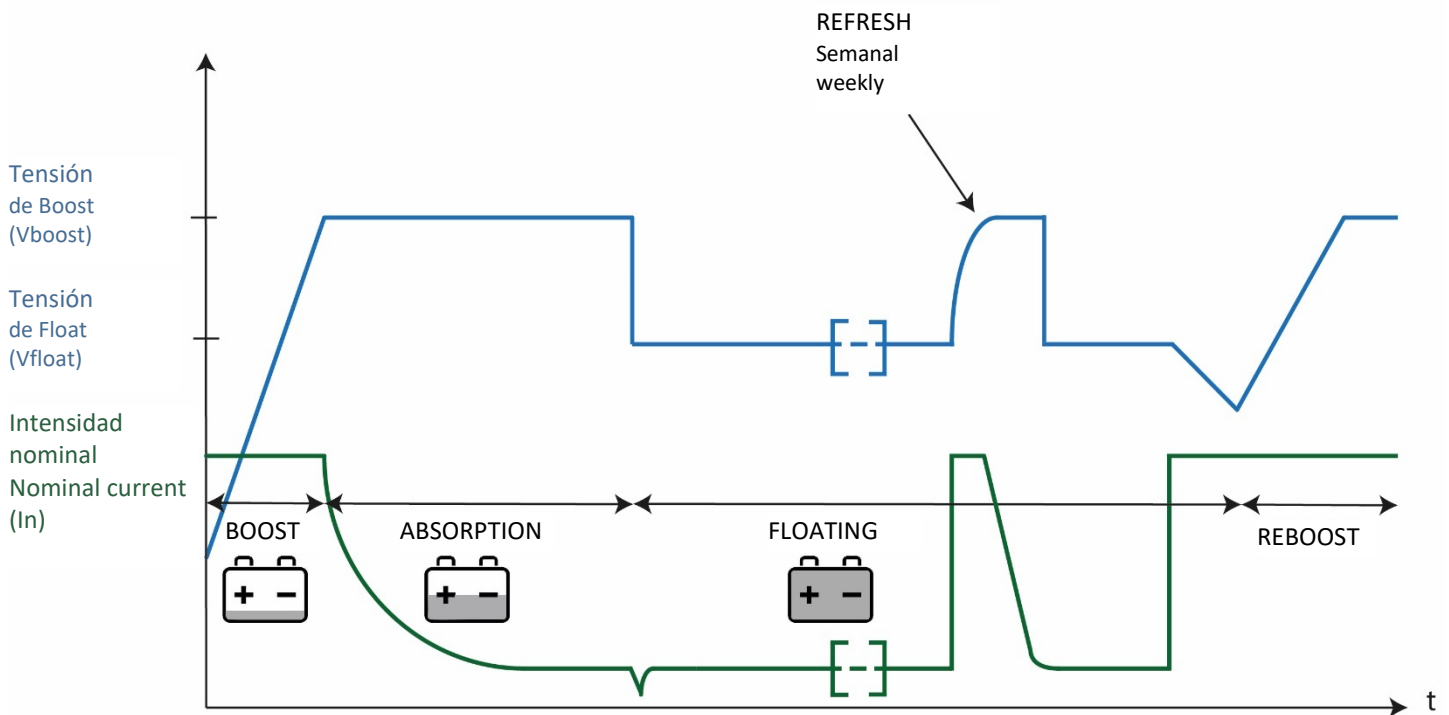 REFRESH
Semanal
weekly
Tensión
de Boost
(Vboost)
Tensión
de Float
(Vfloat)
Intensidad
nominal
Nominal current
(In)
BOOST
ABSORPTION
FLOATING
REBOOST
+ −
+ −
+ −
t